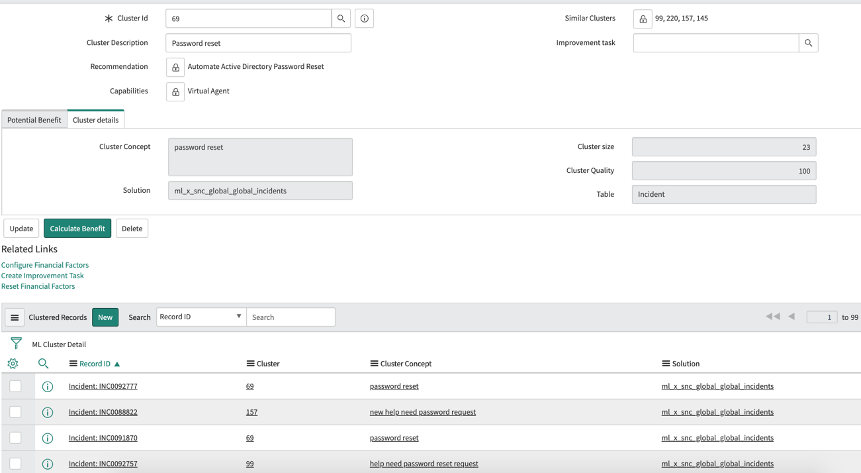 Cluster Id 69
Similar Clusters 99, 220, 157, 145
Cluster Description Password reset
Improvement task
Recommendation Automate Active Directory Password Reset
Capabilities Virtual Agent
Potential Benefit Cluster details
Cluster Concept password reset
Cluster size 23
Cluster Quality 100
Solution ml_x_snc_global_global_incidents
Table Incident
Update Calculate Benefit Delete
Related Links
Configure Financial Factors
Create Improvement Task
Reset Financial Factors
Clustered Records New Search Record ID Search 1 to 99
ML Cluster Detail
Record ID Cluster Cluster Concept Solution
Incident: INC0092777 69 password reset ml_x_snc_global_global_incidents
Incident: INC0088822 157 new help need password request ml_x_snc_global_global_incidents
Incident: INC0091870 69 password reset ml_x_snc_global_global_incidents
Incident: INC0092757 99 help need password reset request ml_x_snc_global_global_incidents